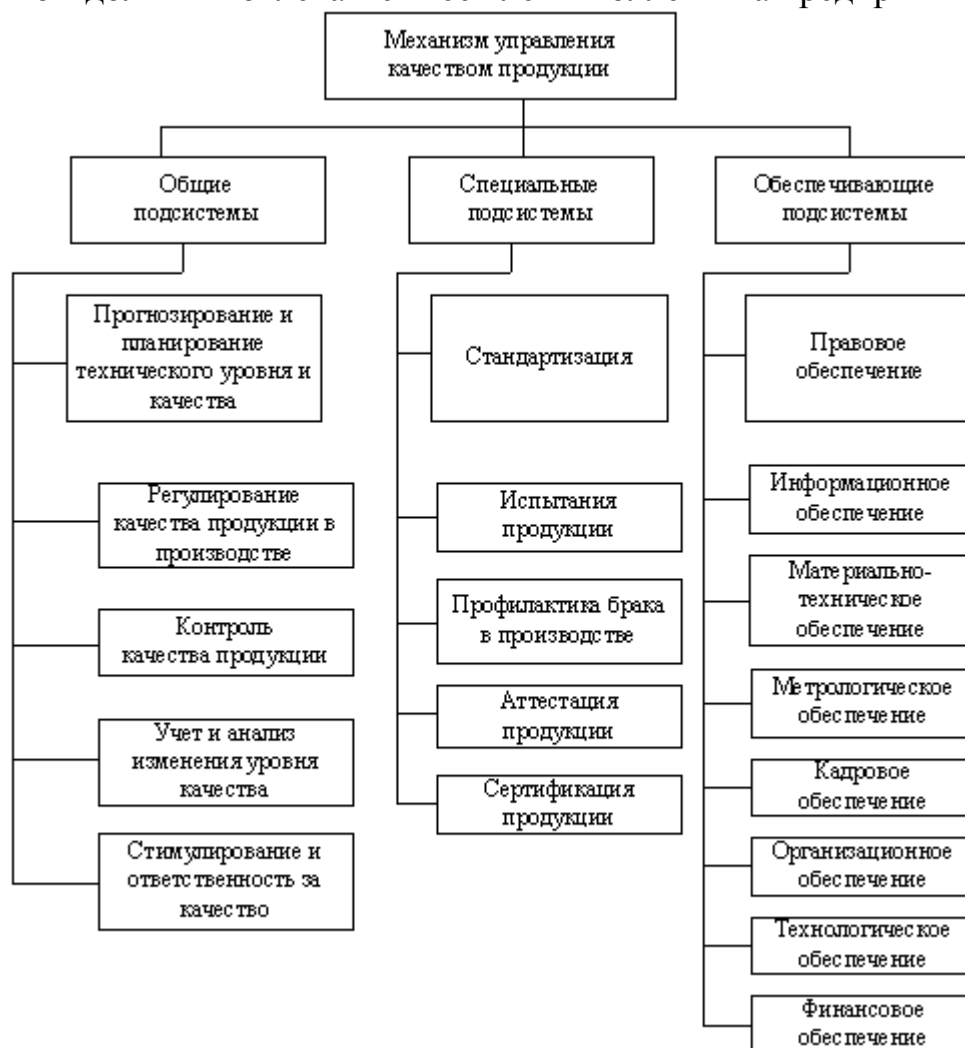 Механизм управления
качеством продукции
Общие
подсистемы
Специальные
подсистемы
Обеспечивающие
подсистемы
Прогнозирование и
планирование
технического уровня и
качества
Стандартизация
Правовое
обеспечение
Регулирование
качества продукции в
производстве
Испытания
продукции
Информационное
обеспечение
Контроль
качества продукции
Профилактика брака
в производстве
Материально-
техническое
обеспечение
Учет и анализ
изменения уровня
качества
Аттестация
продукции
Метрологическое
обеспечение
Стимулирование и
ответственность за
качество
Сертификация
продукции
Кадровое
обеспечение
Организационное
обеспечение
Технологическое
обеспечение
Финансовое
обеспечение